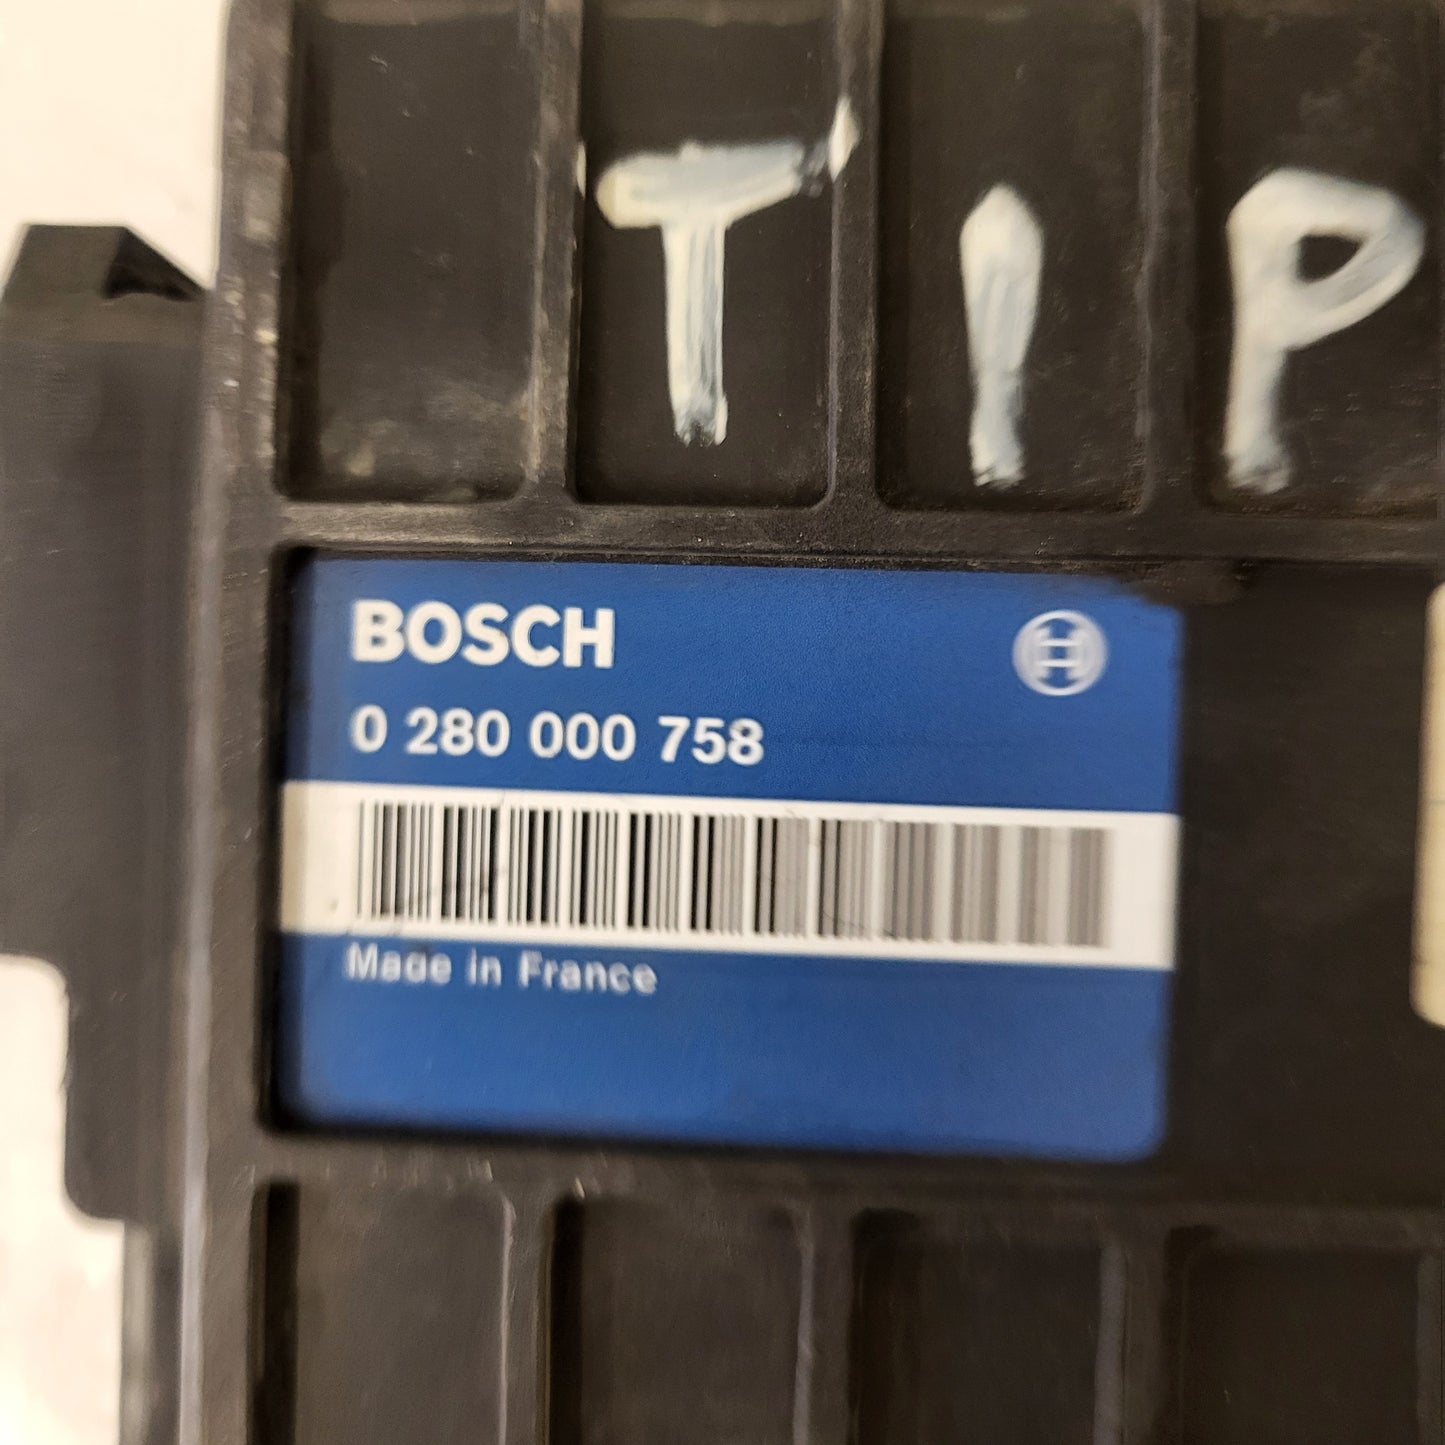 TIP
BOSCH
0 280 000 758
Made in France